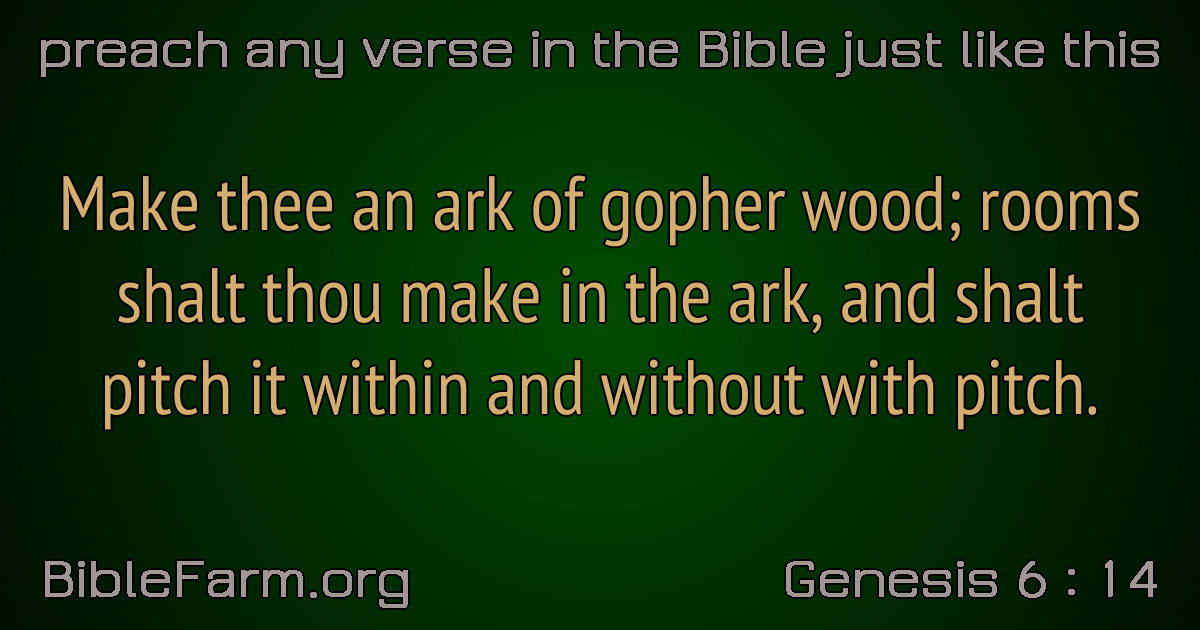 preach any verse in the Bible just like this
Make thee an ark of gopher wood; rooms
shalt thou make in the ark, and shalt
pitch it within and without with pitch.
BibleFarm.org
Genesis 6 : 14